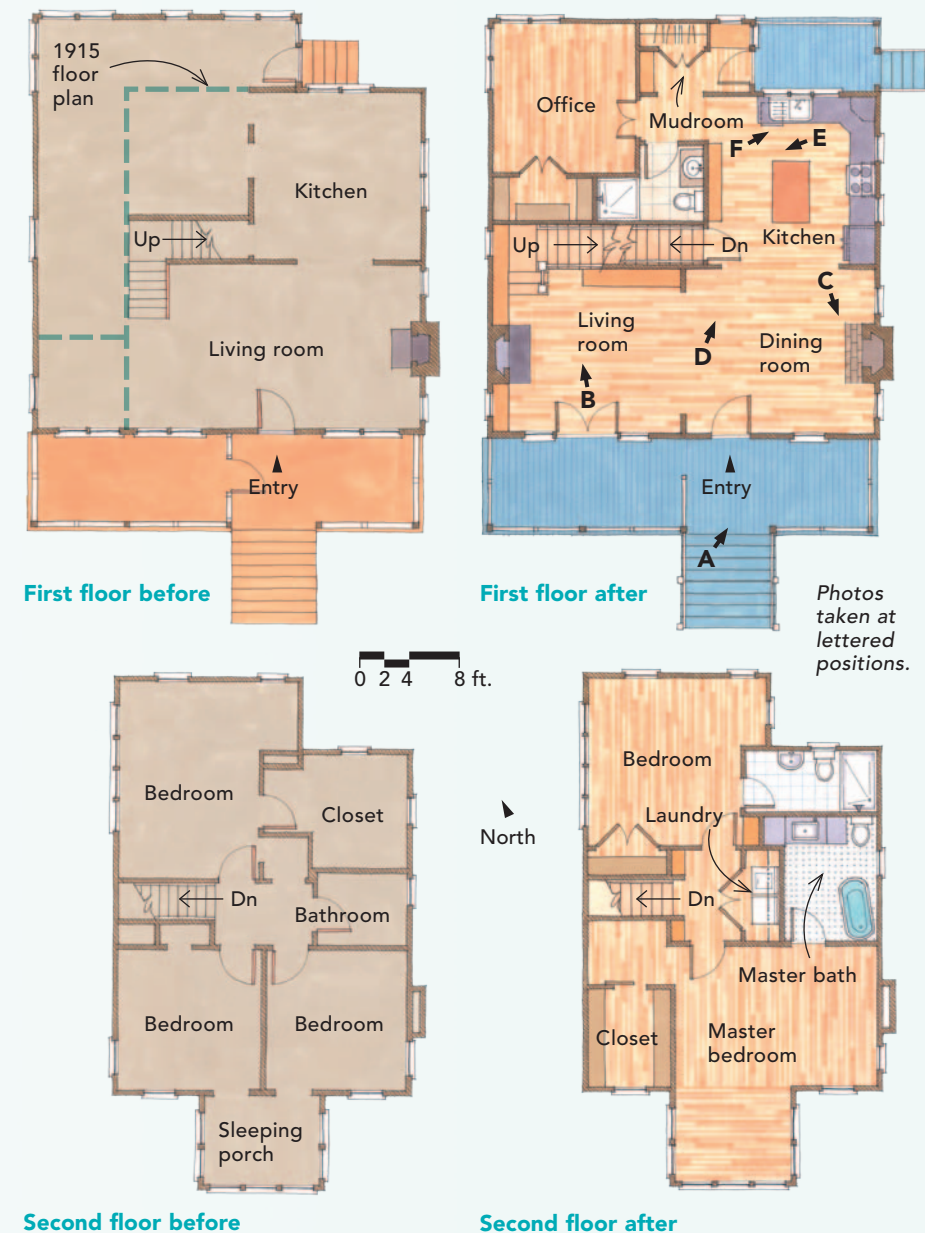 1915
floor
plan
Kitchen
Up
Living room
Entry
First floor before
Office
Mudroom
F
E
Up
Dn
Kitchen
C
Living
room
D
Dining
room
B
Entry
A
First floor after
Photos
taken at
lettered
positions.
0 2 4 8 ft.
North
Bedroom
Closet
Dn
Bathroom
Bedroom
Bedroom
Sleeping
porch
Second floor before
Bedroom
Laundry
Dn
Master bath
Closet
Master
bedroom
Second floor after